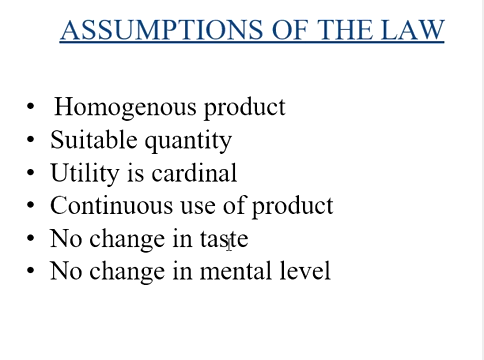 ASSUMPTIONS OF THE LAW
• Homogenous product
• Suitable quantity
• Utility is cardinal
• Continuous use of product
• No change in taste
• No change in mental level